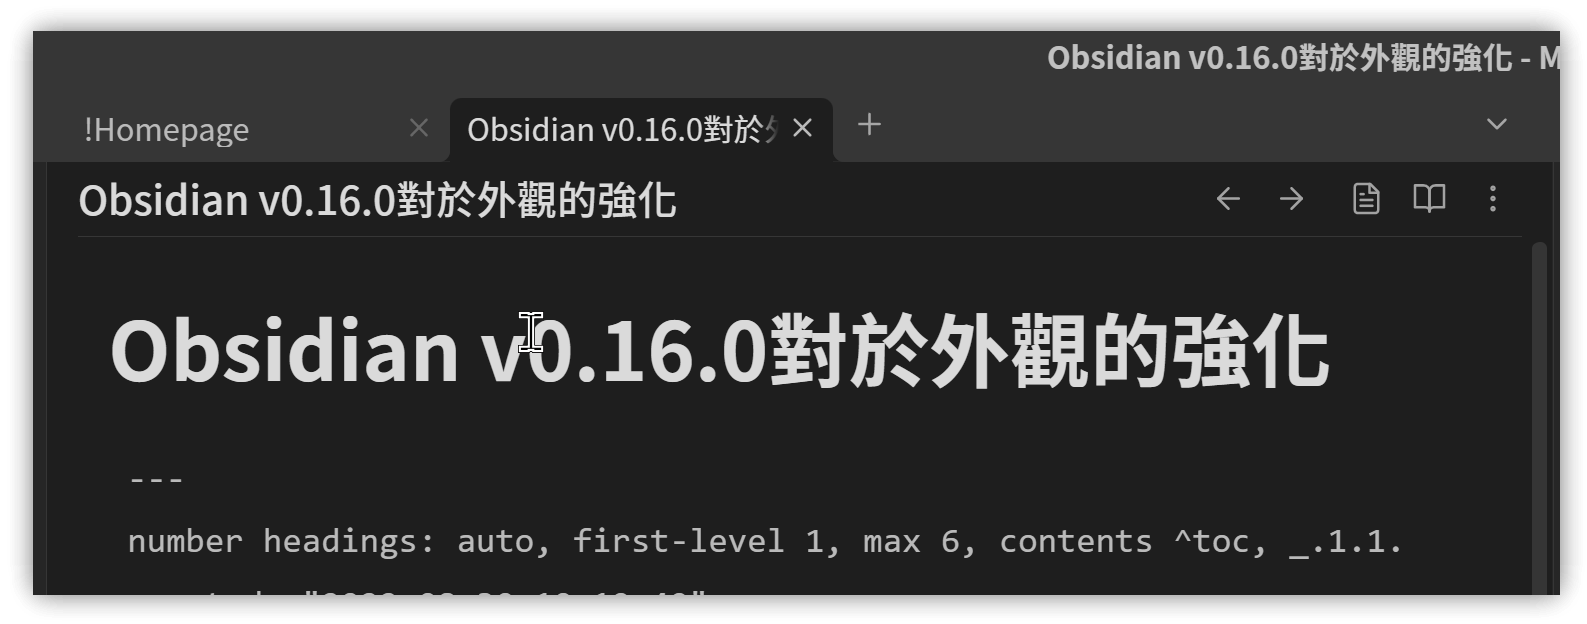 Obsidian v0.16.0對於外觀的強化 - M
!Homepage
Obsidian v0.16.0對於
Obsidian v0.16.0對於外觀的強化
Obsidian v0.16.0對於外觀的強化
---
number headings: auto, first-level 1, max 6, contents ^toc, _.1.1.